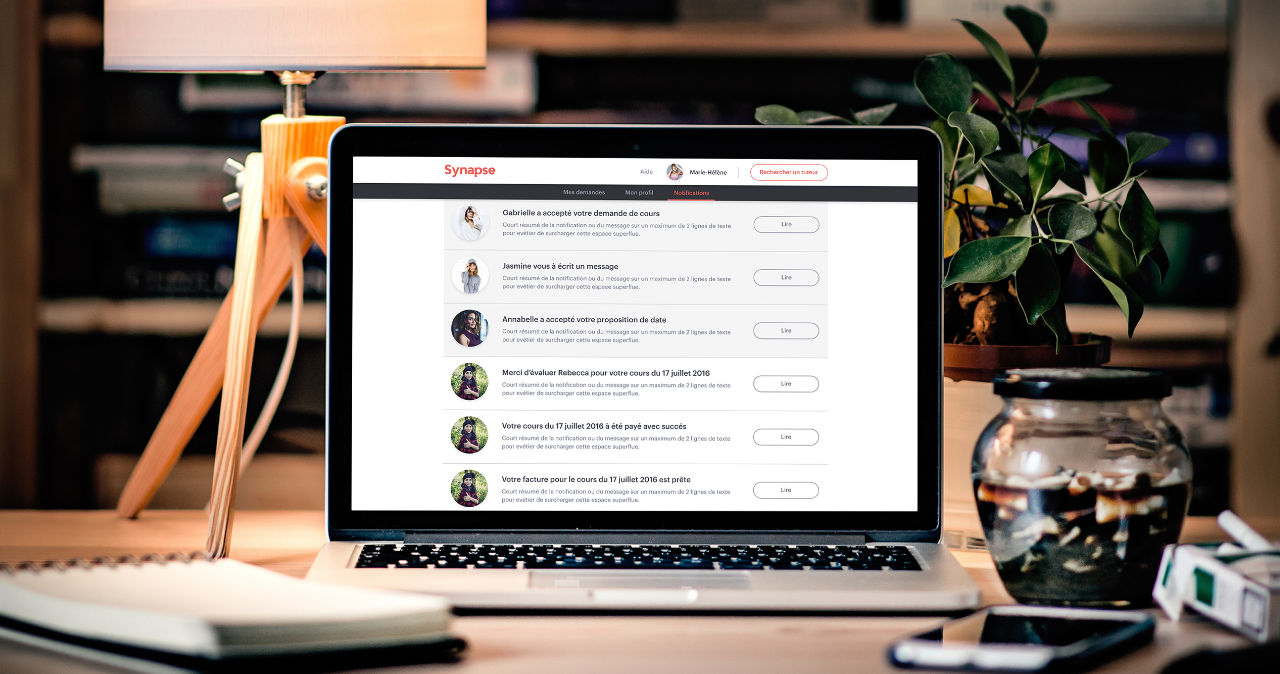 Synapse
Aide
Marie-Hélène
Rechercher un tuteur
Mes demandes
Mon profil
Notifications
Gabrielle a accepté votre demande de cours
Court résumé de la notification ou du message sur un maximum de 2 lignes de texte
pour evétier de surcharger cette espace superflue.
Lire
Jasmine vous à écrit un message
Court résumé de la notification ou du message sur un maximum de 2 lignes de texte
pour evétier de surcharger cette espace superflue.
Lire
Annabelle a accepté votre proposition de date
Court résumé de la notification ou du message sur un maximum de 2 lignes de texte
pour evétier de surcharger cette espace superflue.
Lire
Merci d'évaluer Rebecca pour votre cours du 17 juillet 2016
Court résumé de la notification ou du message sur un maximum de 2 lignes de texte
pour evétier de surcharger cette espace superflue.
Lire
Votre cours du 17 juillet 2016 à été payé avec succés
Court résumé de la notification ou du message sur un maximum de 2 lignes de texte
pour evétier de surcharger cette espace superflue.
Lire
Votre facture pour le cours du 17 juillet 2016 est prête
Court résumé de la notification ou du message sur un maximum de 2 lignes de texte
pour evétier de surcharger cette espace superflue.
Lire